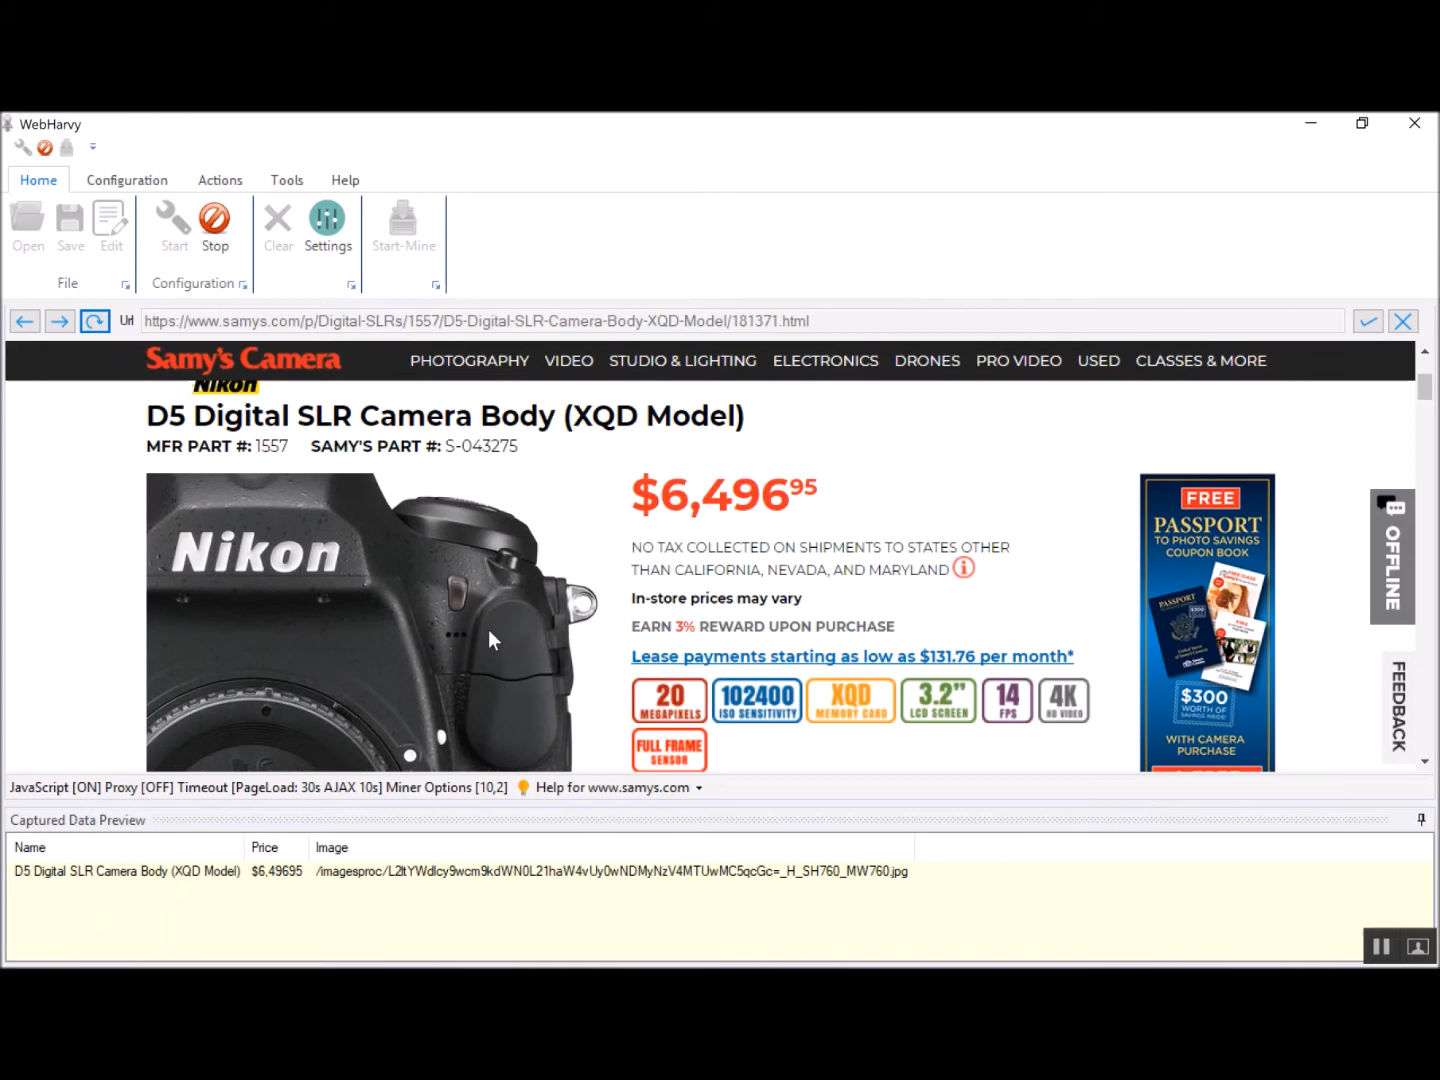 WebHarvy
Home Configuration Actions Tools Help
Open Save Edit Start Stop Clear Settings Start-Mine
File Configuration
Url https://www.samys.com/p/Digital-SLRs/1557/D5-Digital-SLR-Camera-Body-XQD-Model/181371.html
Samy's Camera PHOTOGRAPHY VIDEO STUDIO & LIGHTING ELECTRONICS DRONES PRO VIDEO USED CLASSES & MORE
Nikon
D5 Digital SLR Camera Body (XQD Model)
MFR PART #: 1557 SAMY'S PART #: S-043275
Nikon
$6,49695
NO TAX COLLECTED ON SHIPMENTS TO STATES OTHER
THAN CALIFORNIA, NEVADA, AND MARYLAND
In-store prices may vary
EARN 3% REWARD UPON PURCHASE
Lease payments starting as low as $131.76 per month*
20 MEGAPIXELS
102400 ISO SENSITIVITY
XQD MEMORY CARD
3.2" LCD SCREEN
14 FPS
4K HD VIDEO
FULL FRAME
SENSOR
FREE
PASSPORT
TO PHOTO SAVINGS
COUPON BOOK
PASSPORT
$300
WORTH OF
SAVINGS INSIDE!
WITH CAMERA
PURCHASE
OFFLINE
FEEDBACK
JavaScript [ON] Proxy [OFF] Timeout [PageLoad: 30s AJAX 10s] Miner Options [10,2] Help for www.samys.com
Captured Data Preview
Name Price Image
D5 Digital SLR Camera Body (XQD Model) $6,49695 /imagesproc/L2ltYWdlcy9wcm9kdWN0L21haW4vUy0wNDMyNzV4MTUwMC5qcGc=_H_SH760_MW760.jpg